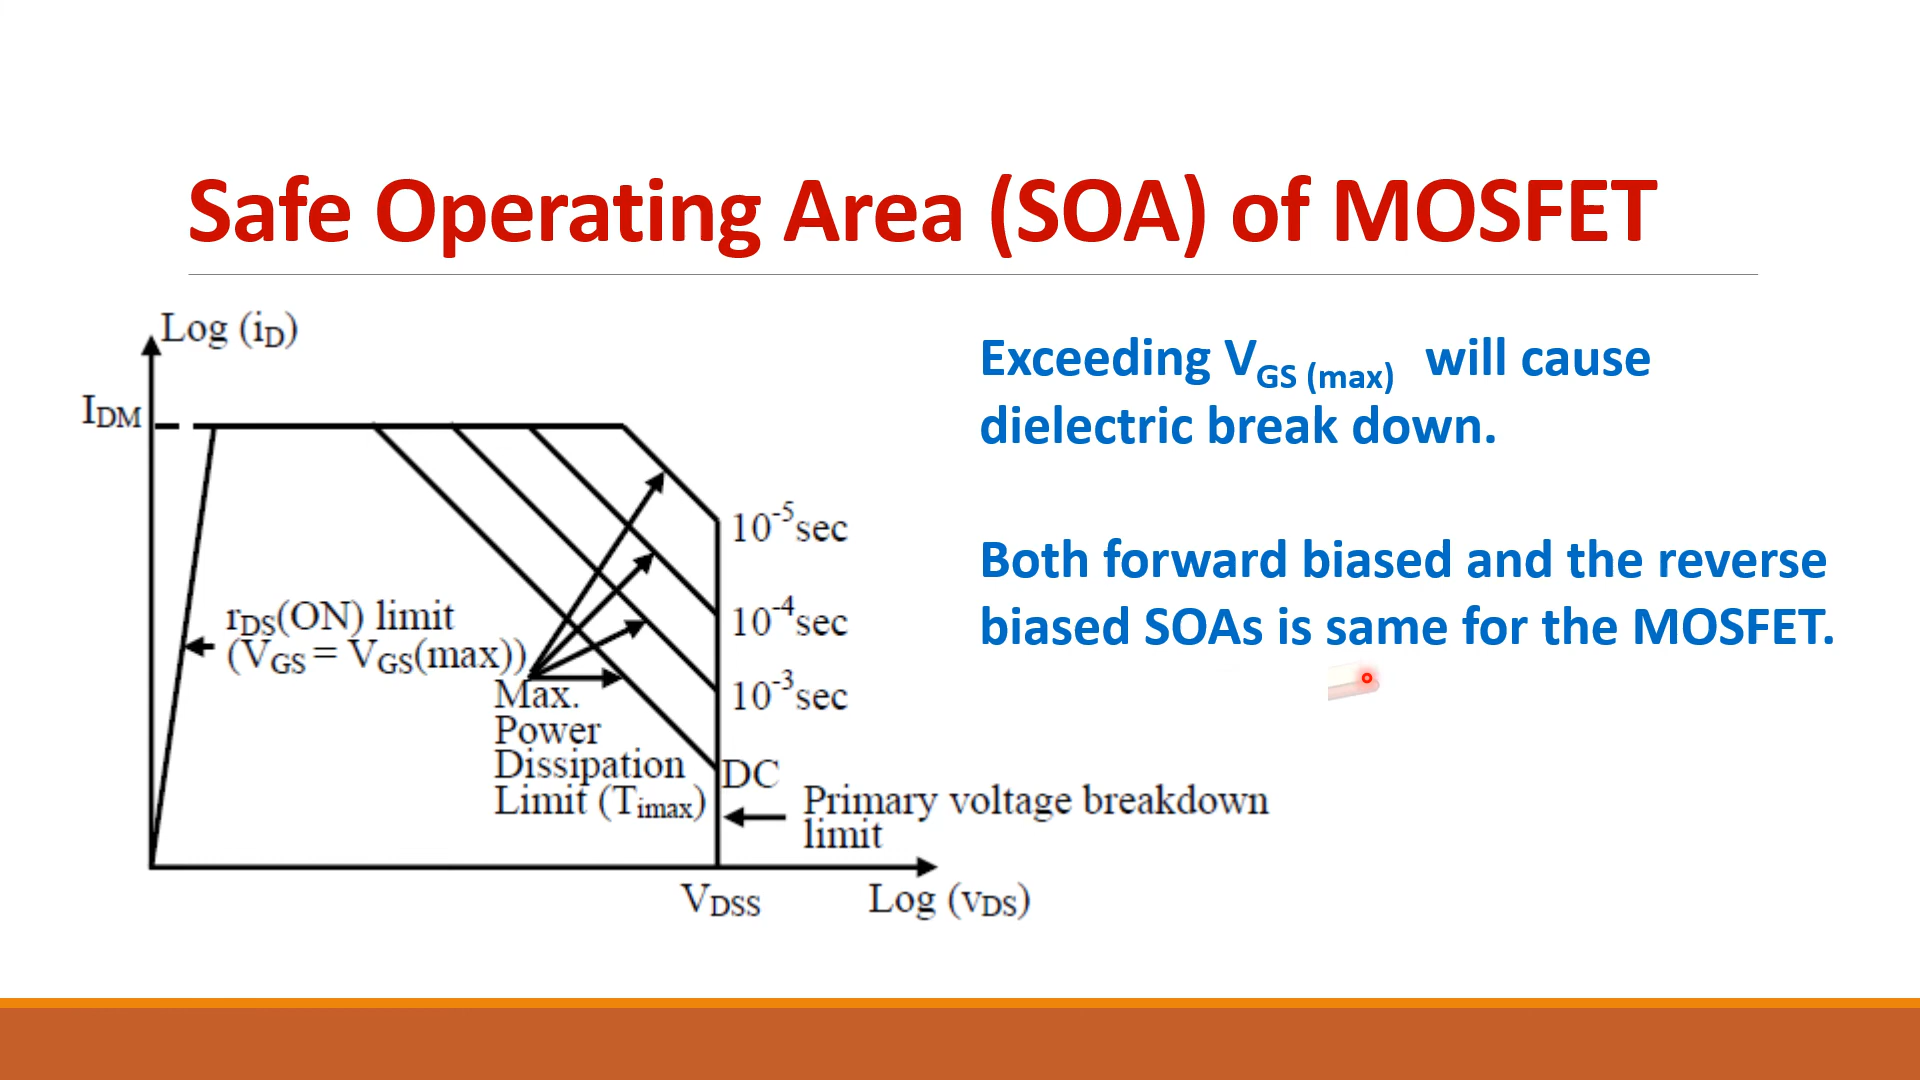 Safe Operating Area (SOA) of MOSFET
Log (iD)
IDM
rDS(ON) limit
(VGS = VGS(max))
Max.
Power
Dissipation
Limit (Timax)
10-5sec
10-4sec
10-3sec
DC
Primary voltage breakdown
limit
VDSS
Log (vDS)
Exceeding VGS (max) will cause
dielectric break down.
Both forward biased and the reverse
biased SOAs is same for the MOSFET.